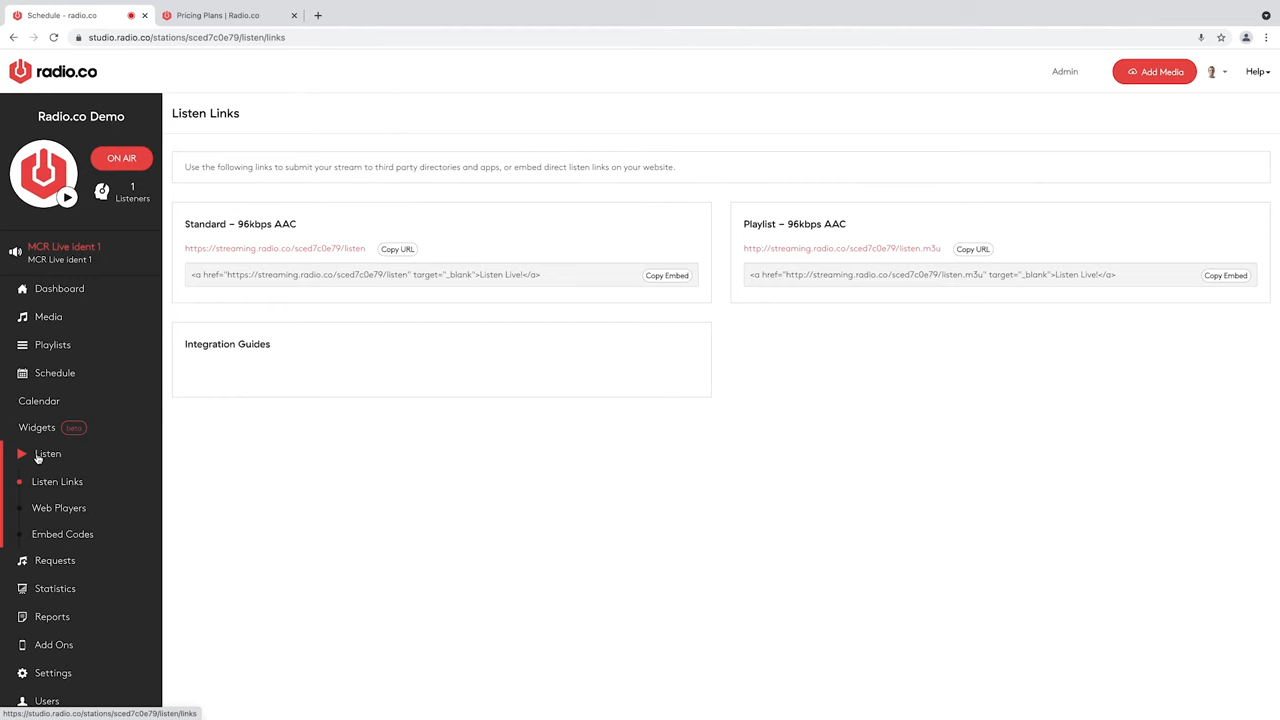 Schedule - radio.co
Pricing Plans | Radio.co
studio.radio.co/stations/sced7c0e79/listen/links
radio.co
Admin
Add Media
Help
Radio.co Demo
ON AIR
1
Listeners
MCR Live ident 1
MCR Live ident 1
Dashboard
Media
Playlists
Schedule
Calendar
Widgets beta
Listen
Listen Links
Web Players
Embed Codes
Requests
Statistics
Reports
Add Ons
Settings
Users
Listen Links
Use the following links to submit your stream to third party directories and apps, or embed direct listen links on your website.
Standard – 96kbps AAC
https://streaming.radio.co/sced7c0e79/listen Copy URL
<a href="https://streaming.radio.co/sced7c0e79/listen" target="_blank">Listen Live!</a> Copy Embed
Playlist – 96kbps AAC
http://streaming.radio.co/sced7c0e79/listen.m3u Copy URL
<a href="http://streaming.radio.co/sced7c0e79/listen.m3u" target="_blank">Listen Live!</a> Copy Embed
Integration Guides
https://studio.radio.co/stations/sced7c0e79/listen/links